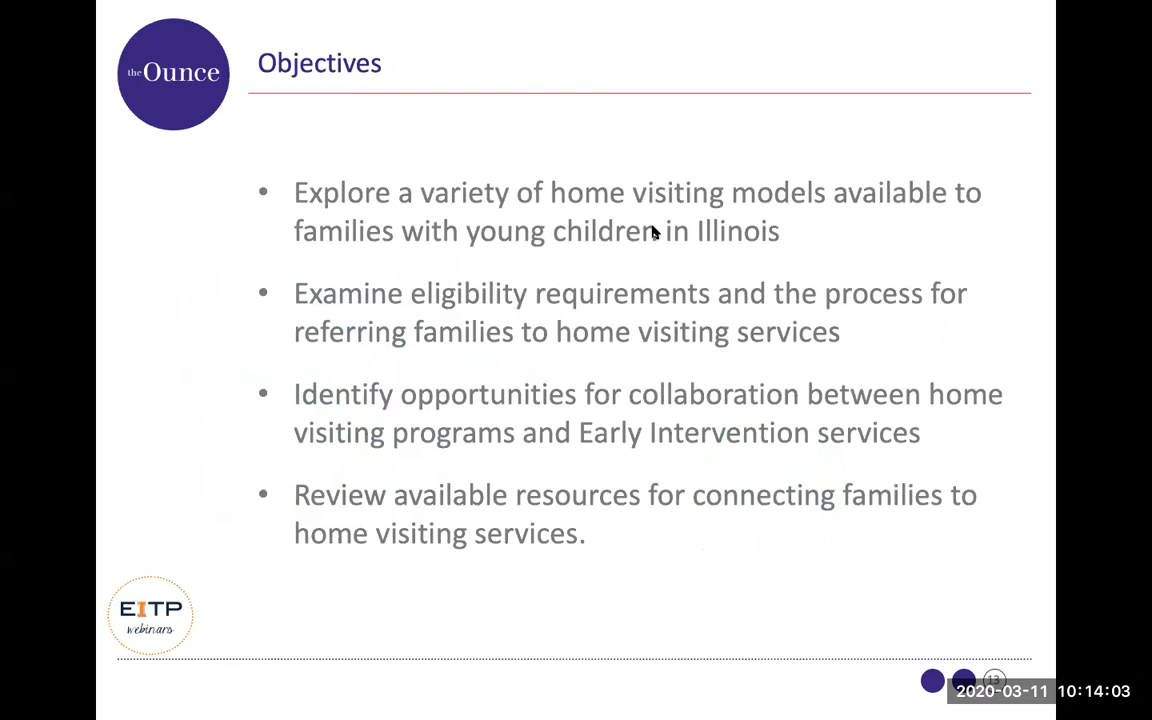 the Ounce
Objectives
• Explore a variety of home visiting models available to
families with young children in Illinois
• Examine eligibility requirements and the process for
referring families to home visiting services
• Identify opportunities for collaboration between home
visiting programs and Early Intervention services
• Review available resources for connecting families to
home visiting services.
EITP
webinars
13
2020-03-11 10:14:03